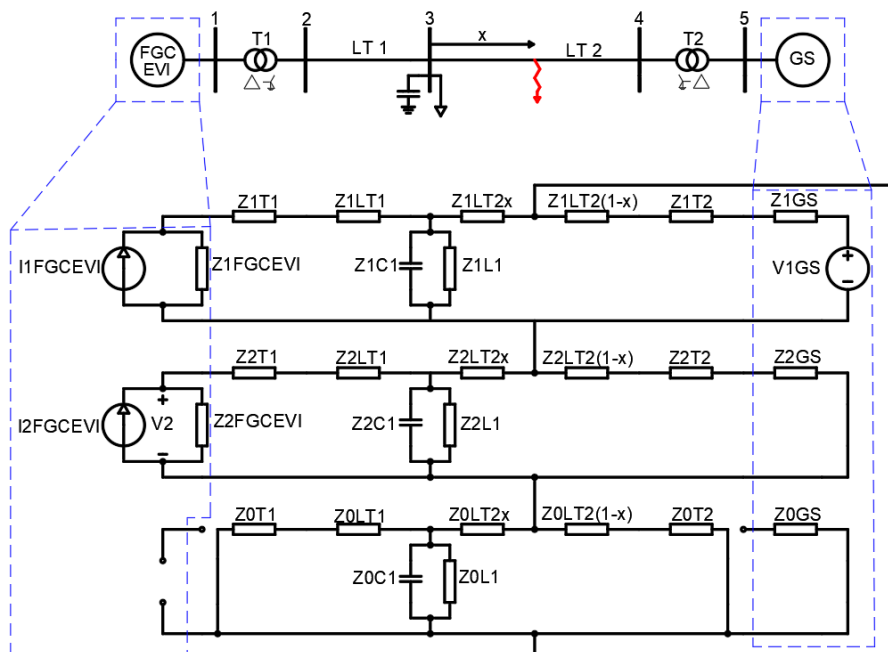 1 2 3 4 5
FGC EVI T1 LT 1 x LT 2 T2 GS
Z1T1 Z1LT1 Z1LT2x Z1LT2(1-x) Z1T2 Z1GS
I1FGCEVI Z1FGCEVI Z1C1 Z1L1 + - V1GS
Z2T1 Z2LT1 Z2LT2x Z2LT2(1-x) Z2T2 Z2GS
I2FGCEVI + V2 - Z2FGCEVI Z2C1 Z2L1
Z0T1 Z0LT1 Z0LT2x Z0LT2(1-x) Z0T2 Z0GS
Z0C1 Z0L1